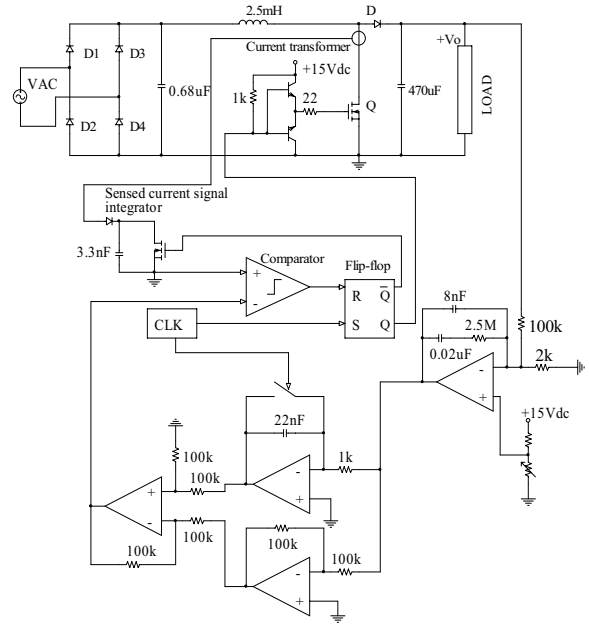 2.5mH
D
D1
D3
Current transformer
+Vo
+15Vdc
VAC
0.68uF
1k
22
Q
470uF
LOAD
D2
D4
Sensed current signal
integrator
3.3nF
Comparator
Flip-flop
+
-
R
Q
S
Q
CLK
8nF
2.5M
0.02uF
100k
2k
-
+
+15Vdc
22nF
100k
100k
1k
-
+
+
-
100k
100k
100k
100k
-
+